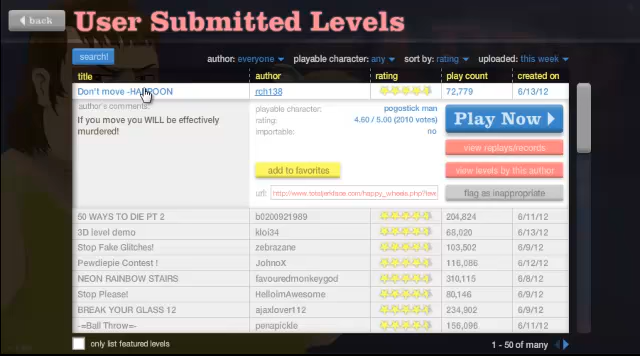 back
User Submitted Levels
search!
author: everyone playable character: any sort by: rating uploaded: this week
title author rating play count created on
Don't move -HARPOON rch138 72,779 6/13/12
author's comments:
If you move you WILL be effectively
murdered!
playable character: pogostick man
rating: 4.60 / 5.00 (2010 votes)
importable: no
Play Now
view replays/records
add to favorites
view levels by this author
url: http://www.totaljerkface.com/happy_wheels.php?leve
flag as inappropriate
50 WAYS TO DIE PT 2 b0200921989 204,824 6/11/12
3D level demo kloi34 68,020 6/13/12
Stop Fake Glitches! zebrazane 103,502 6/9/12
Pewdiepie Contest ! JohnoX 116,086 6/12/12
NEON RAINBOW STAIRS favouredmonkeygod 310,115 6/8/12
Stop Please! HelloimAwesome 80,146 6/9/12
BREAK YOUR GLASS 12 ajaxlover112 234,902 6/9/12
-=Ball Throw=- penapickle 156,096 6/11/12
only list featured levels
1 - 50 of many